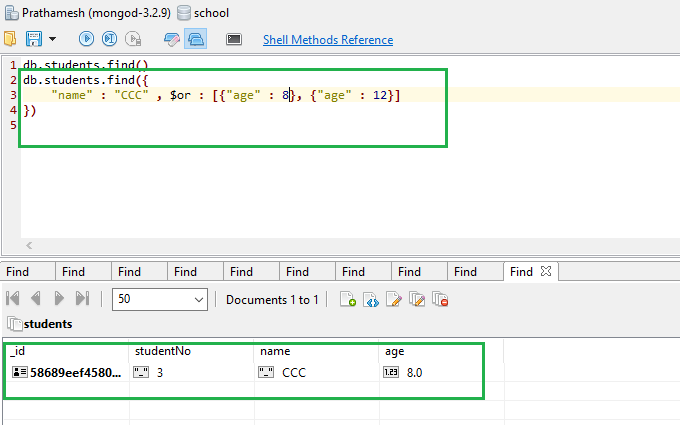 Prathamesh (mongod-3.2.9) school
Shell Methods Reference
1 db.students.find()
2 db.students.find({
3 "name" : "CCC" , $or : [{"age" : 8}, {"age" : 12}]
4 })
5
Find Find Find Find Find Find Find Find Find Find
50 Documents 1 to 1
students
_id studentNo name age
58689eef4580... "_" 3 "_" CCC 1.23 8.0